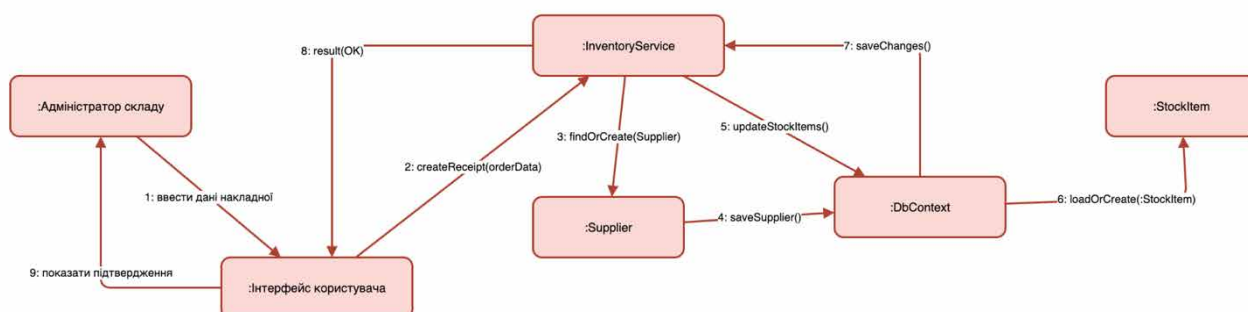 8: result(OK)
:InventoryService
7: saveChanges()
:Адміністратор складу
:StockItem
5: updateStockItems()
3: findOrCreate(Supplier)
2: createReceipt(orderData)
1: ввести дані накладної
:DbContext
6: loadOrCreate(:StockItem)
:Supplier
4: saveSupplier()
9: показати підтвердження
:Інтерфейс користувача